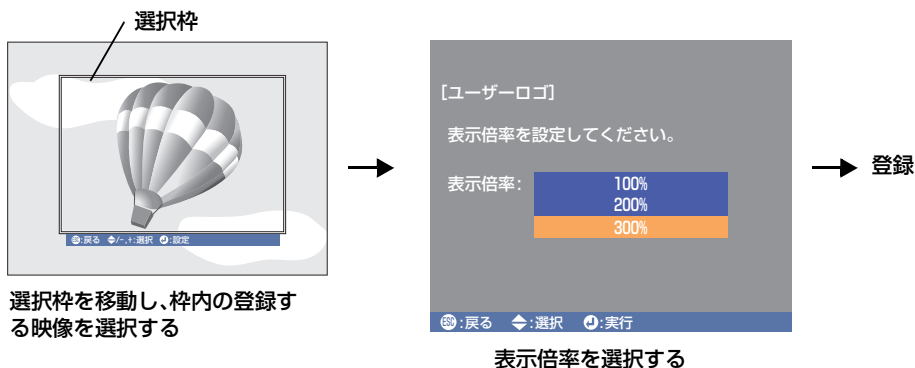 選択枠
ESC:戻る /-,+:選択 :設定
選択枠を移動し、枠内の登録す
る映像を選択する
[ユーザーロゴ]
表示倍率を設定してください。
表示倍率: 100%
200%
300%
ESC:戻る :選択 :実行
表示倍率を選択する
登録